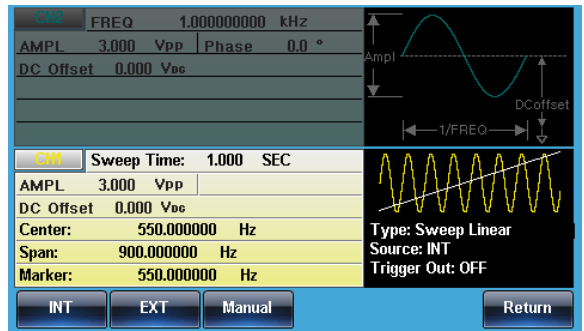 CH2 FREQ 1.000000000 kHz
AMPL 3.000 VPP Phase 0.0 °
DC Offset 0.000 VDC
Ampl
DCoffset
1/FREQ
CH1 Sweep Time: 1.000 SEC
AMPL 3.000 VPP
DC Offset 0.000 VDC
Center: 550.000000 Hz
Span: 900.000000 Hz
Marker: 550.000000 Hz
Type: Sweep Linear
Source: INT
Trigger Out: OFF
INT EXT Manual Return